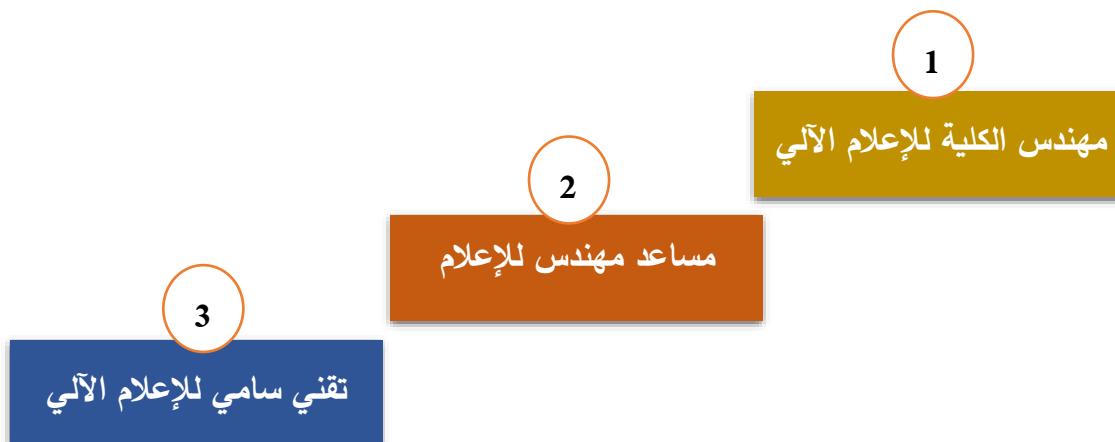 1
مهندس الكلية للإعلام الآلي
2
مساعد مهندس للإعلام
3
تقني سامي للإعلام الآلي